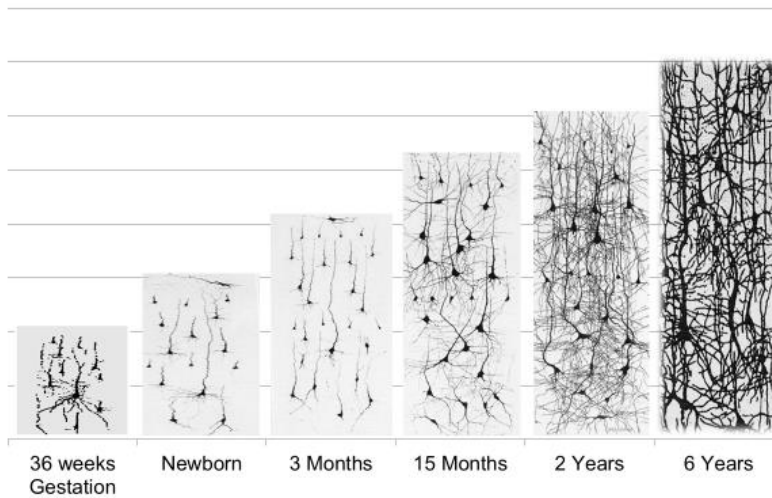 36 weeks
Gestation
Newborn
3 Months
15 Months
2 Years
6 Years